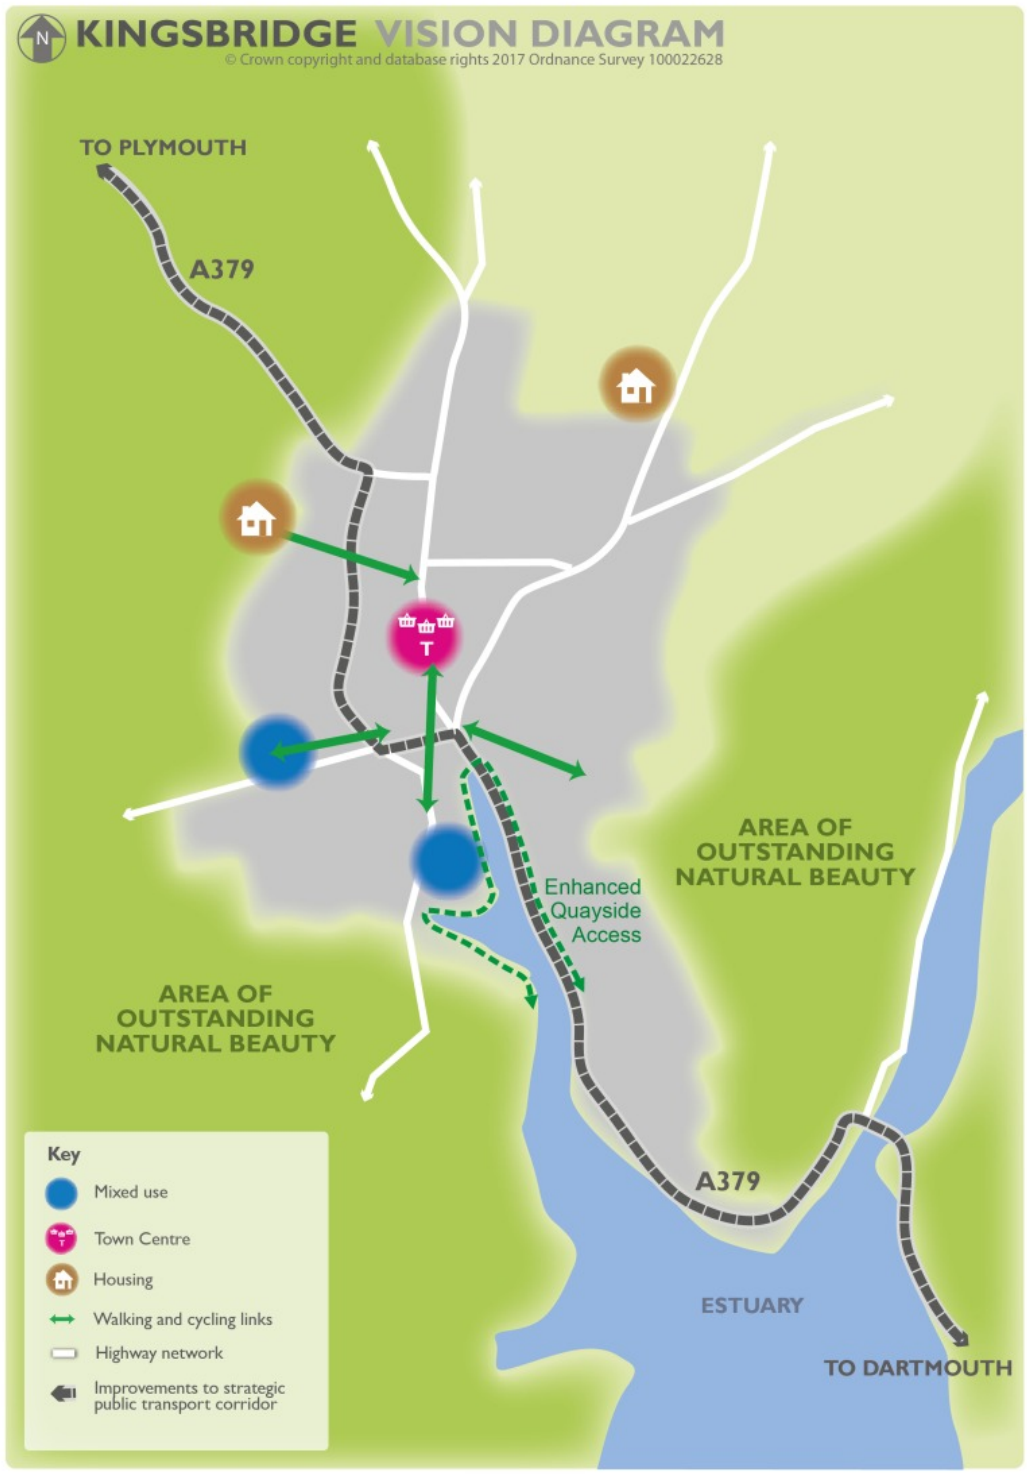 N
KINGSBRIDGE VISION DIAGRAM
© Crown copyright and database rights 2017 Ordnance Survey 100022628
TO PLYMOUTH
A379
T
AREA OF
OUTSTANDING
NATURAL BEAUTY
Enhanced
Quayside
Access
AREA OF
OUTSTANDING
NATURAL BEAUTY
A379
ESTUARY
TO DARTMOUTH
Key
Mixed use
T
Town Centre
Housing
Walking and cycling links
Highway network
Improvements to strategic
public transport corridor